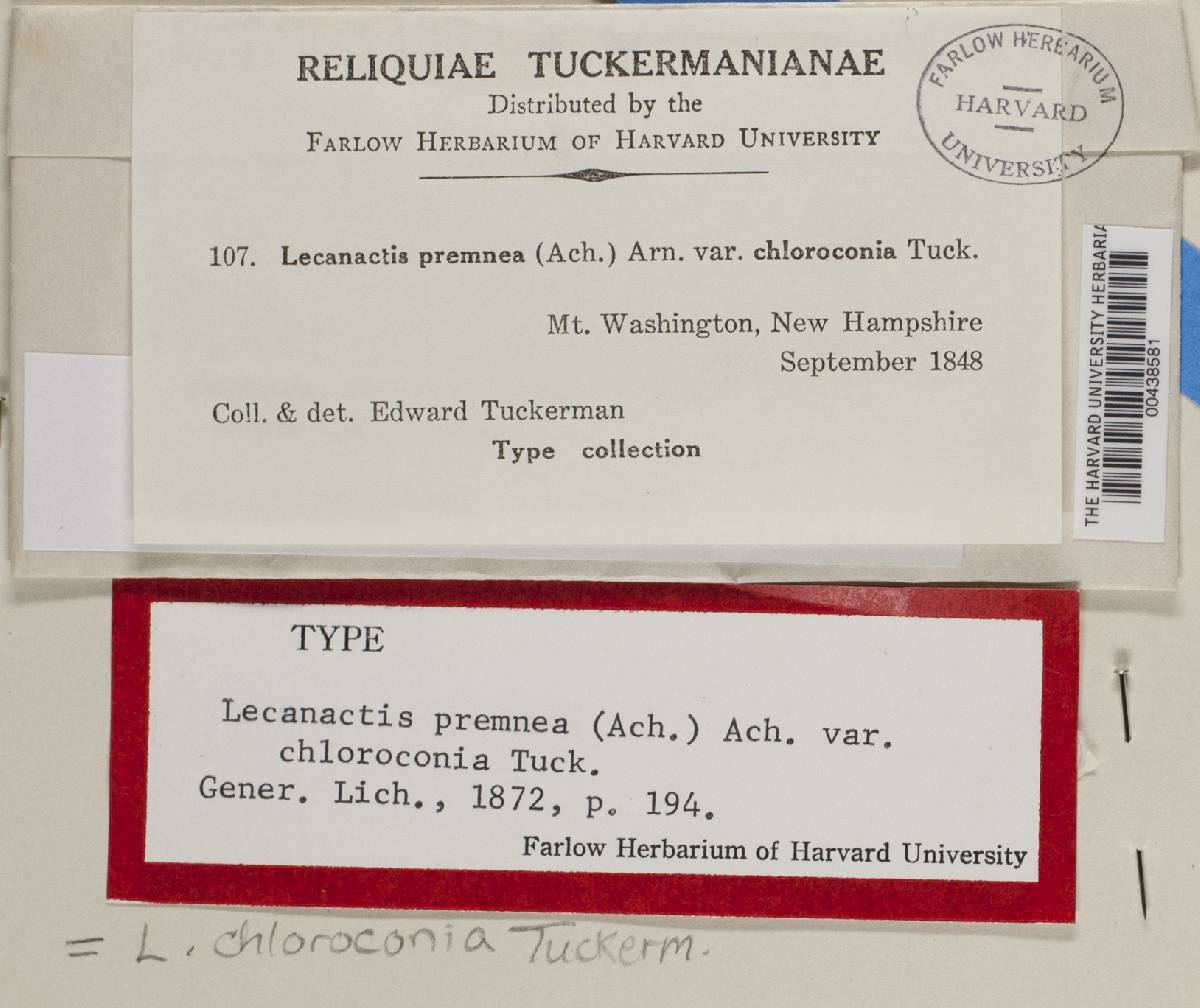 RELIQUIAE TUCKERMANIANAE
Distributed by the
FARLOW HERBARIUM OF HARVARD UNIVERSITY
FARLOW HERBARIUM
HARVARD
UNIVERSITY
107. Lecanactis premnea (Ach.) Arn. var. chloroconia Tuck.
Mt. Washington, New Hampshire
September 1848
Coll. & det. Edward Tuckerman
Type collection
THE HARVARD UNIVERSITY HERBARIA
00438581
TYPE
Lecanactis premnea (Ach.) Ach. var.
chloroconia Tuck.
Gener. Lich., 1872, p. 194.
Farlow Herbarium of Harvard University
= L. chloroconia Tuckerm.